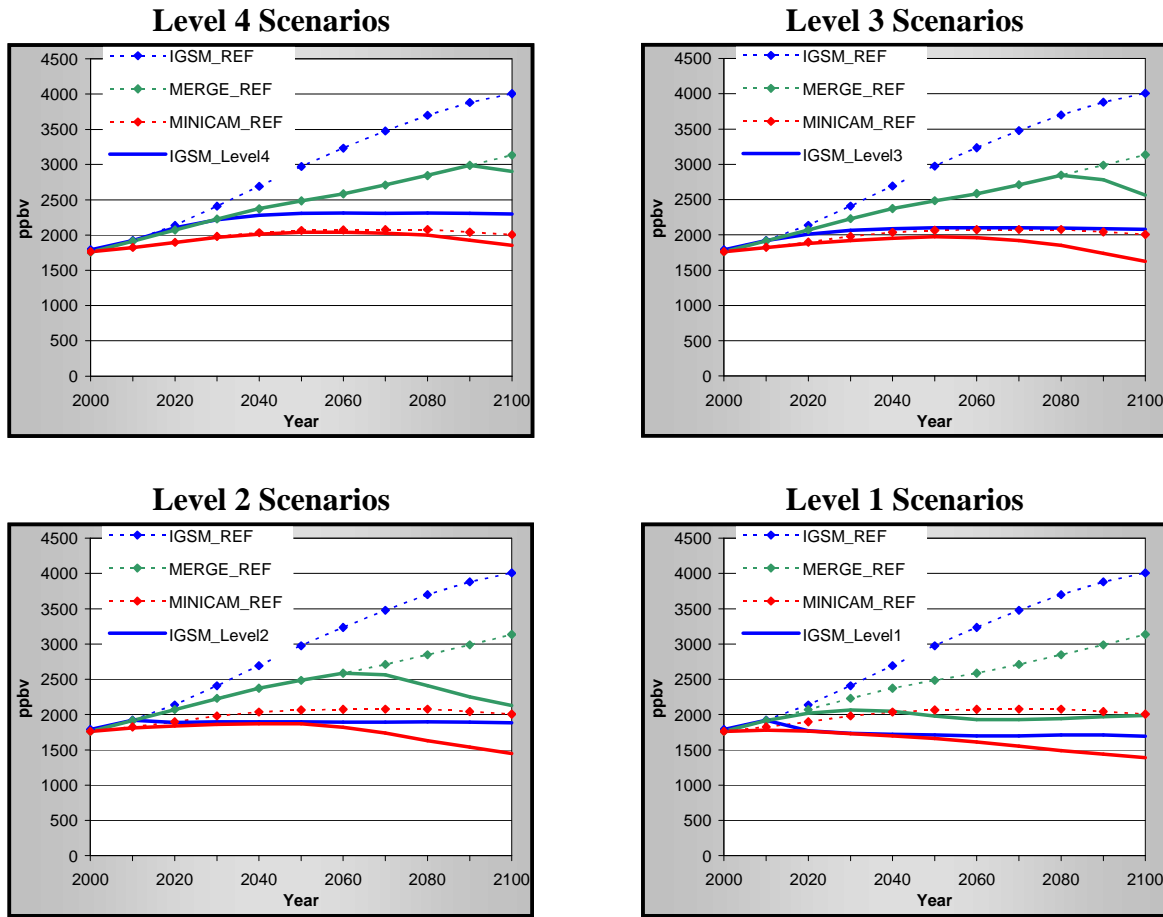 Level 4 Scenarios
IGSM_REF
MERGE_REF
MINICAM_REF
IGSM_Level4
4500
4000
3500
3000
2500
2000
1500
1000
500
0
ppbv
2000 2020 2040 2060 2080 2100
Year
Level 3 Scenarios
IGSM_REF
MERGE_REF
MINICAM_REF
IGSM_Level3
4500
4000
3500
3000
2500
2000
1500
1000
500
0
ppbv
2000 2020 2040 2060 2080 2100
Year
Level 2 Scenarios
IGSM_REF
MERGE_REF
MINICAM_REF
IGSM_Level2
4500
4000
3500
3000
2500
2000
1500
1000
500
0
ppbv
2000 2020 2040 2060 2080 2100
Year
Level 1 Scenarios
IGSM_REF
MERGE_REF
MINICAM_REF
IGSM_Level1
4500
4000
3500
3000
2500
2000
1500
1000
500
0
ppbv
2000 2020 2040 2060 2080 2100
Year